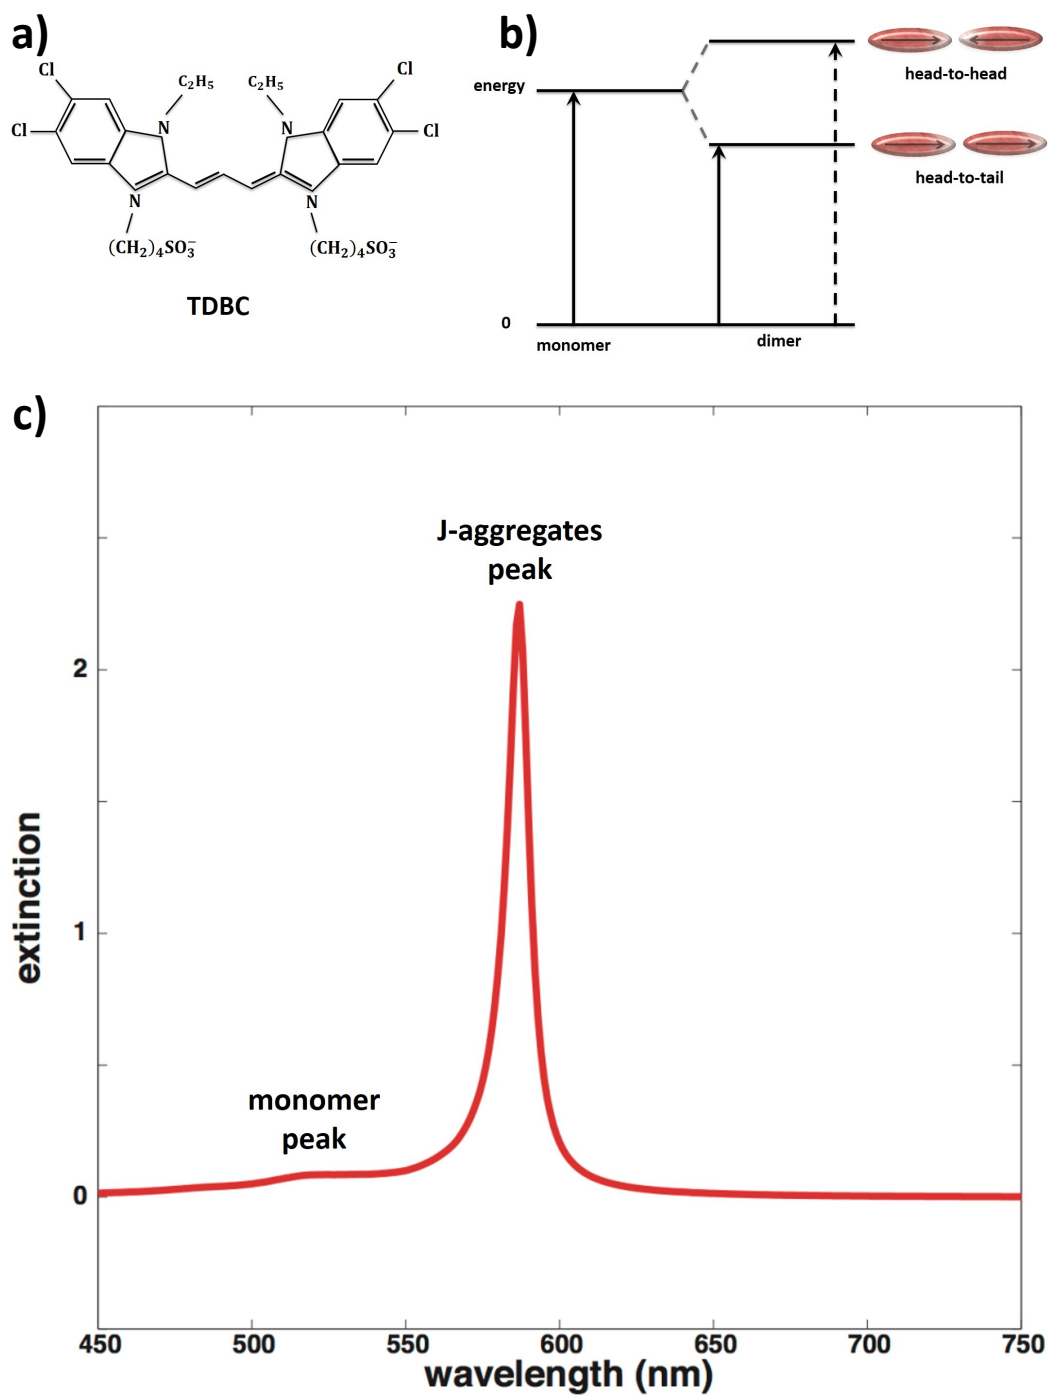 a)
Cl
Cl
C₂H₅
N
N
(CH₂)₄SO₃⁻
C₂H₅
N
N
(CH₂)₄SO₃⁻
Cl
Cl
TDBC
b)
energy
0
monomer
dimer
head-to-head
head-to-tail
c)
J-aggregates
peak
monomer
peak
extinction
2
1
0
450 500 550 600 650 700 750
wavelength (nm)